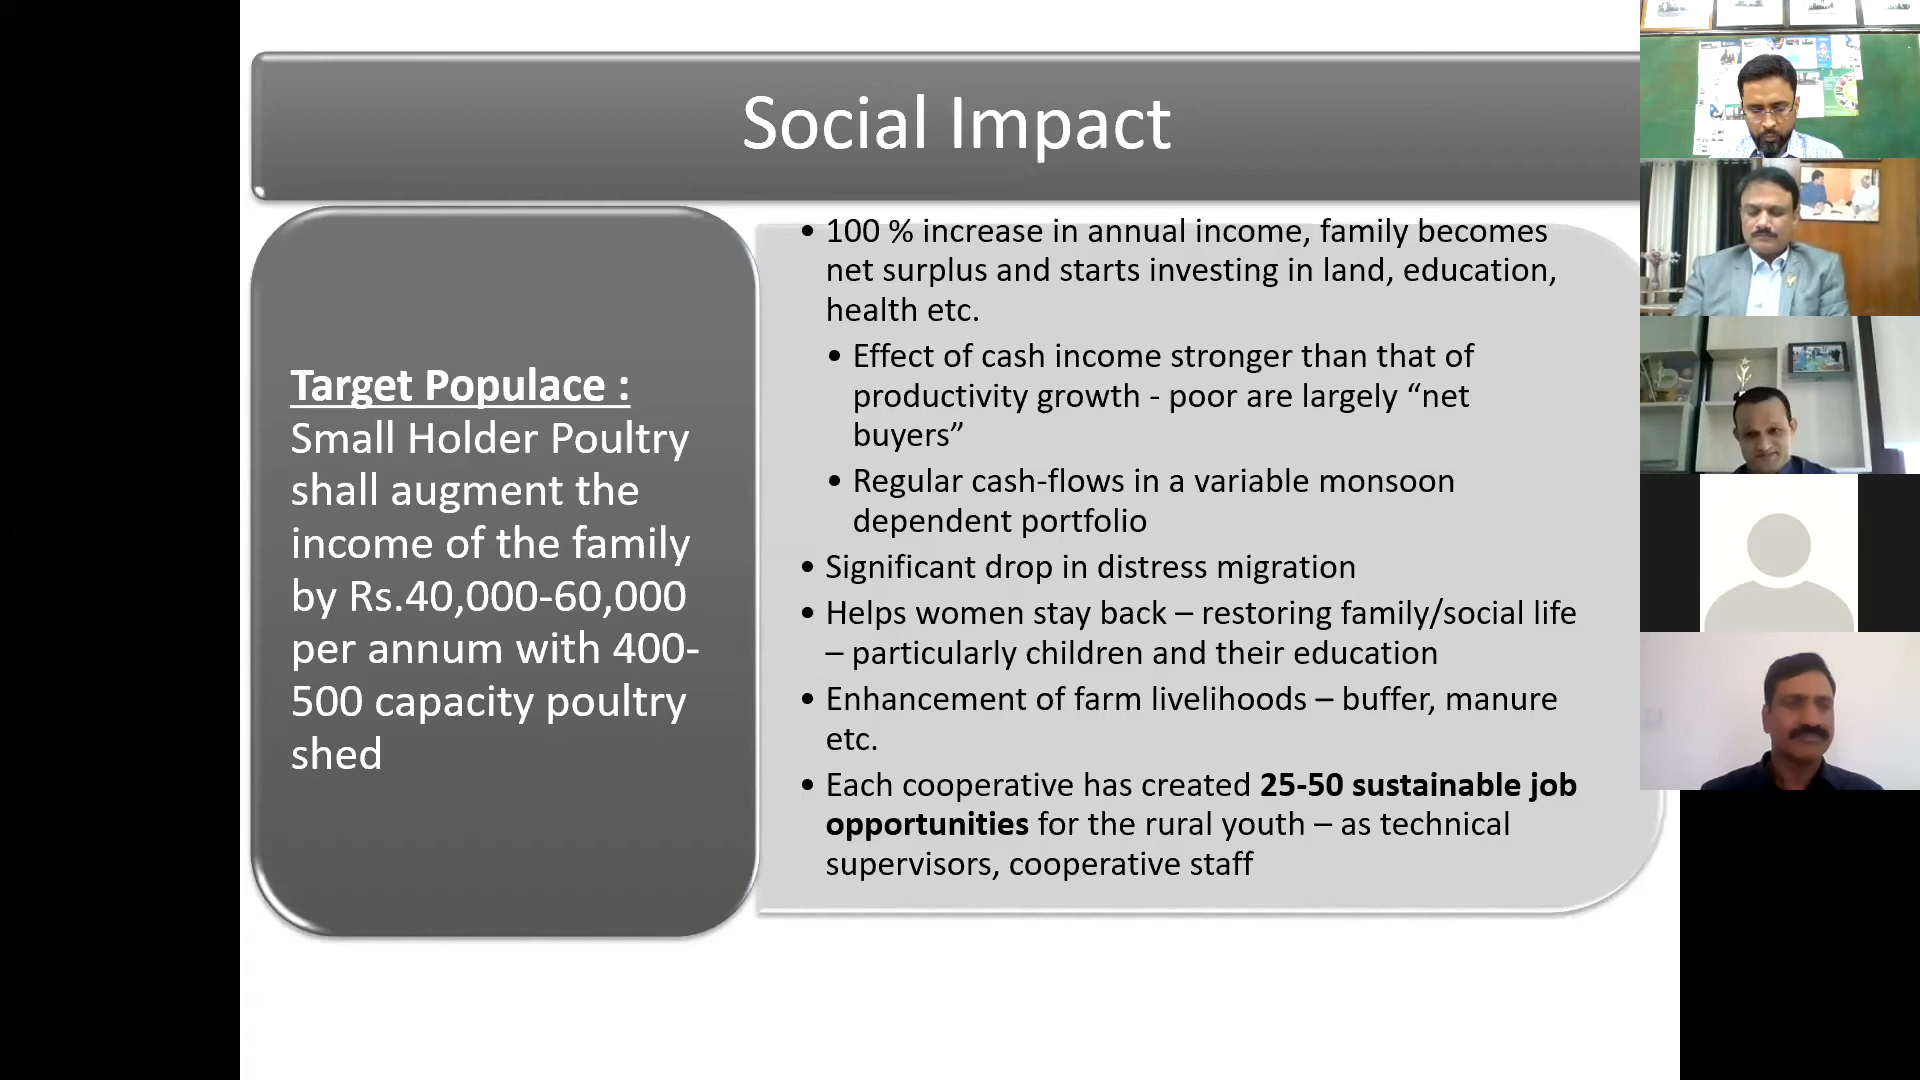 Social Impact
Target Populace :
Small Holder Poultry
shall augment the
income of the family
by Rs.40,000-60,000
per annum with 400-
500 capacity poultry
shed
• 100 % increase in annual income, family becomes
net surplus and starts investing in land, education,
health etc.
• Effect of cash income stronger than that of
productivity growth - poor are largely “net
buyers”
• Regular cash-flows in a variable monsoon
dependent portfolio
• Significant drop in distress migration
• Helps women stay back – restoring family/social life
– particularly children and their education
• Enhancement of farm livelihoods – buffer, manure
etc.
• Each cooperative has created 25-50 sustainable job
opportunities for the rural youth – as technical
supervisors, cooperative staff